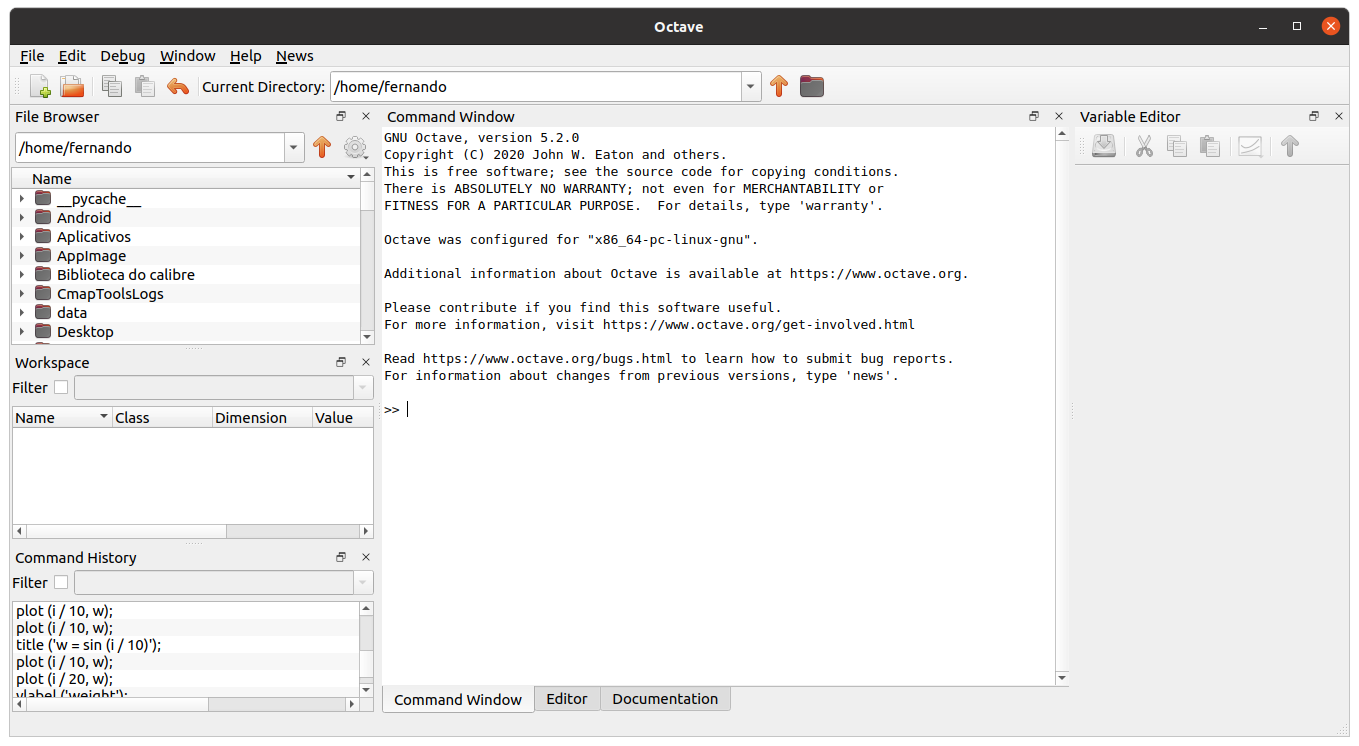 Octave
File Edit Debug Window Help News
Current Directory: /home/fernando
File Browser
/home/fernando
Name
__pycache__
Android
Aplicativos
AppImage
Biblioteca do calibre
CmapToolsLogs
data
Desktop
Workspace
Filter
Name Class Dimension Value
Command History
Filter
plot (i / 10, w);
plot (i / 10, w);
title ('w = sin (i / 10)');
plot (i / 10, w);
plot (i / 20, w);
ylabel ('weight');
Command Window
GNU Octave, version 5.2.0
Copyright (C) 2020 John W. Eaton and others.
This is free software; see the source code for copying conditions.
There is ABSOLUTELY NO WARRANTY; not even for MERCHANTABILITY or
FITNESS FOR A PARTICULAR PURPOSE.  For details, type 'warranty'.
Octave was configured for "x86_64-pc-linux-gnu".
Additional information about Octave is available at https://www.octave.org.
Please contribute if you find this software useful.
For more information, visit https://www.octave.org/get-involved.html
Read https://www.octave.org/bugs.html to learn how to submit bug reports.
For information about changes from previous versions, type 'news'.
>>
Command Window Editor Documentation
Variable Editor